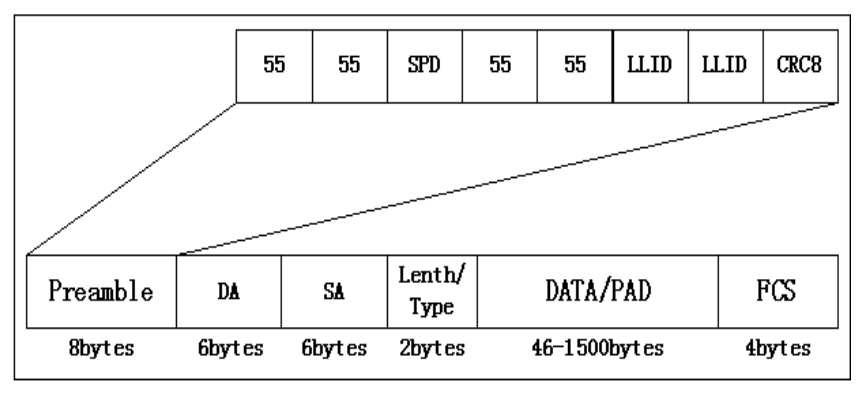 55 55 SPD 55 55 LLID LLID CRC8
Preamble DA SA Lenth/ Type DATA/PAD FCS
8bytes 6bytes 6bytes 2bytes 46-1500bytes 4bytes